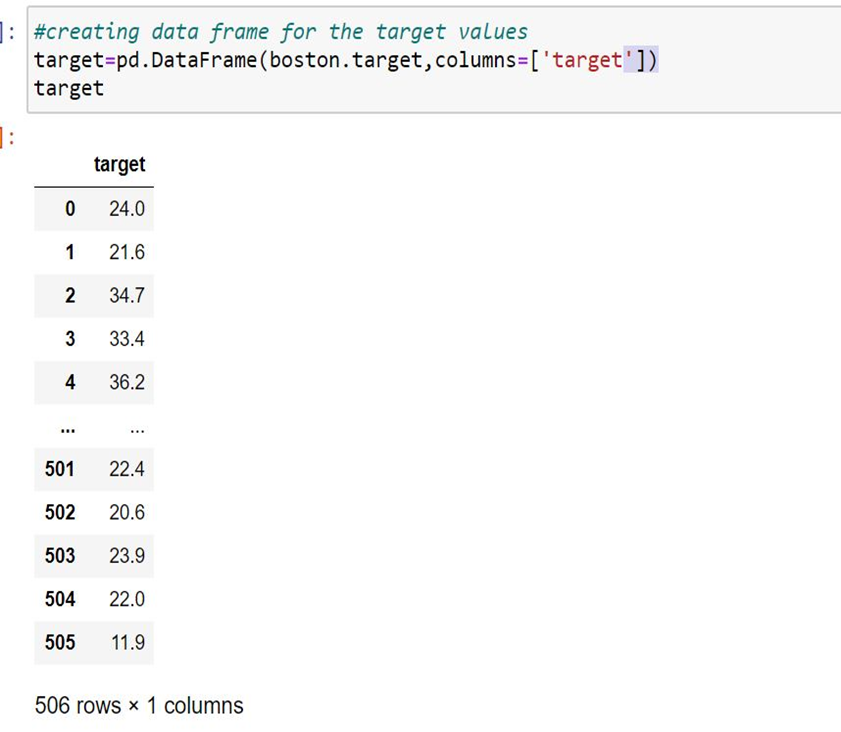 ]:
#creating data frame for the target values
target=pd.DataFrame(boston.target,columns=['target'])
target
]:
target
0 24.0
1 21.6
2 34.7
3 33.4
4 36.2
... ...
501 22.4
502 20.6
503 23.9
504 22.0
505 11.9
506 rows × 1 columns